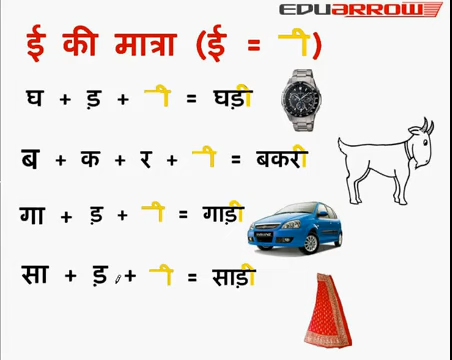 EDUARROW
ई की मात्रा (ई = ी)
घ + ड़ + ी = घड़ी
ब + क + र + ी = बकरी
गा + ड़ + ी = गाड़ी
सा + ड़ + ी = साड़ी